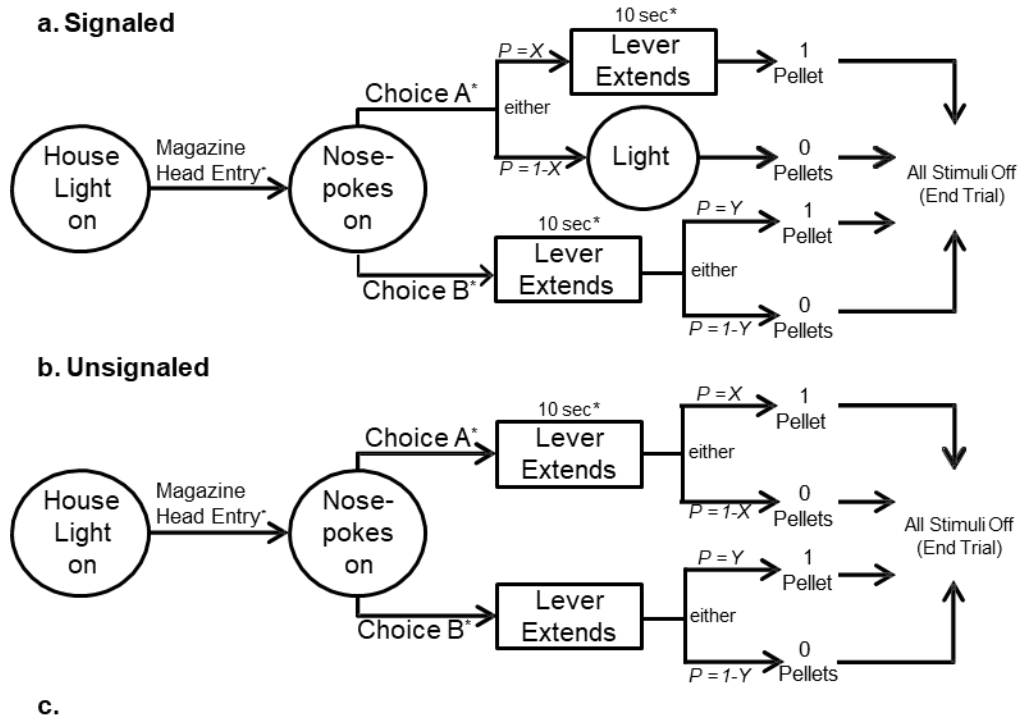 a. Signaled
House
Light
on
Magazine
Head Entry*
Nose-
pokes
on
Choice A*
either
P = X
10 sec*
Lever
Extends
1
Pellet
P = 1-X
Light
0
Pellets
Choice B*
10 sec*
Lever
Extends
either
P = Y
1
Pellet
P = 1-Y
0
Pellets
All Stimuli Off
(End Trial)
b. Unsignaled
House
Light
on
Magazine
Head Entry*
Nose-
pokes
on
Choice A*
10 sec*
Lever
Extends
either
P = X
1
Pellet
P = 1-X
0
Pellets
Choice B*
Lever
Extends
either
P = Y
1
Pellet
P = 1-Y
0
Pellets
All Stimuli Off
(End Trial)
c.